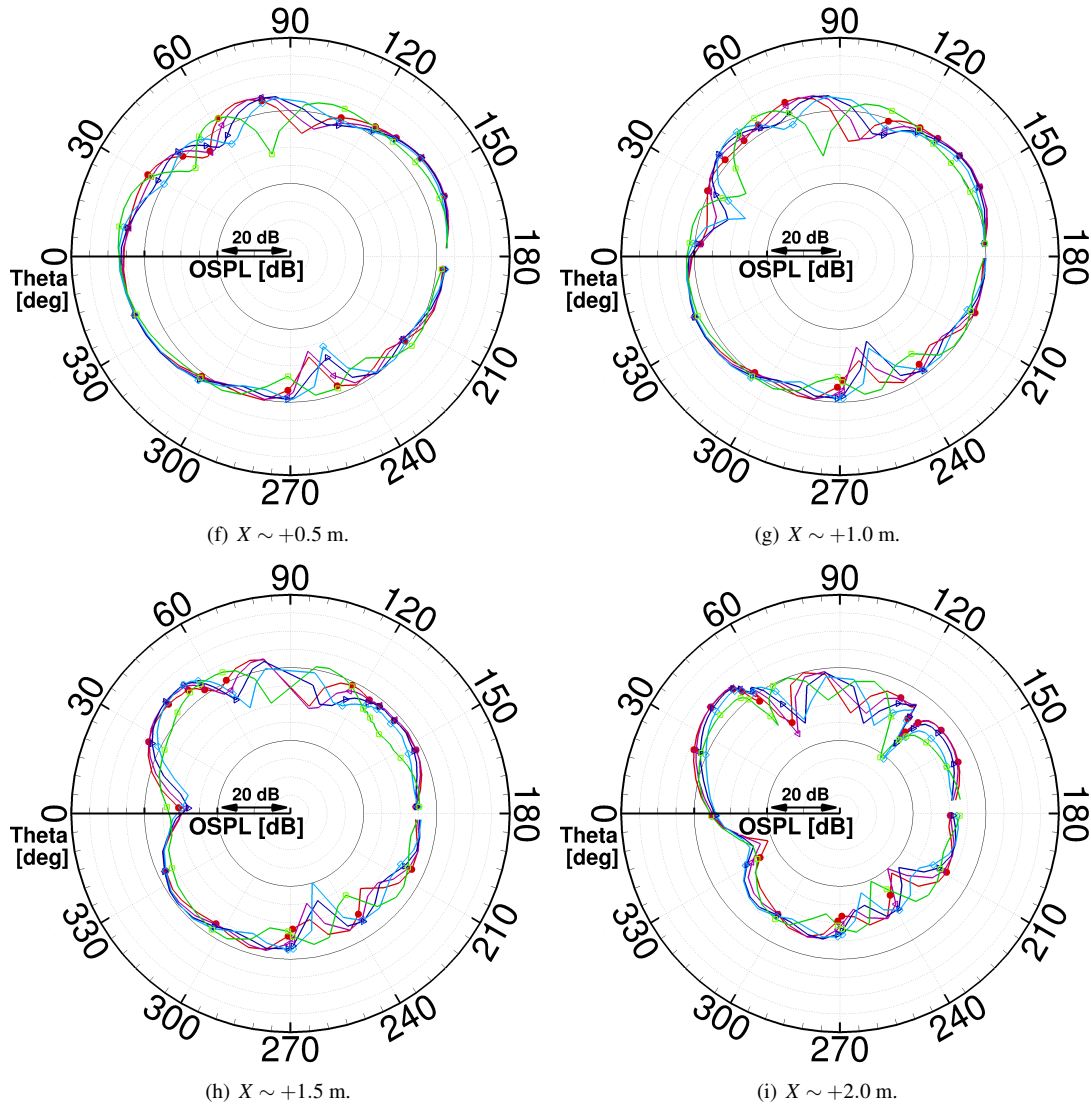 90
60
120
30
150
20 dB
0
180
OSPL [dB]
Theta
[deg]
330
210
300
240
270
(f) X ∼ +0.5 m.
90
60
120
30
150
20 dB
0
180
OSPL [dB]
Theta
[deg]
330
210
300
240
270
(g) X ∼ +1.0 m.
90
60
120
30
150
20 dB
0
180
OSPL [dB]
Theta
[deg]
330
210
300
240
270
(h) X ∼ +1.5 m.
90
60
120
30
150
20 dB
0
180
OSPL [dB]
Theta
[deg]
330
210
300
240
270
(i) X ∼ +2.0 m.